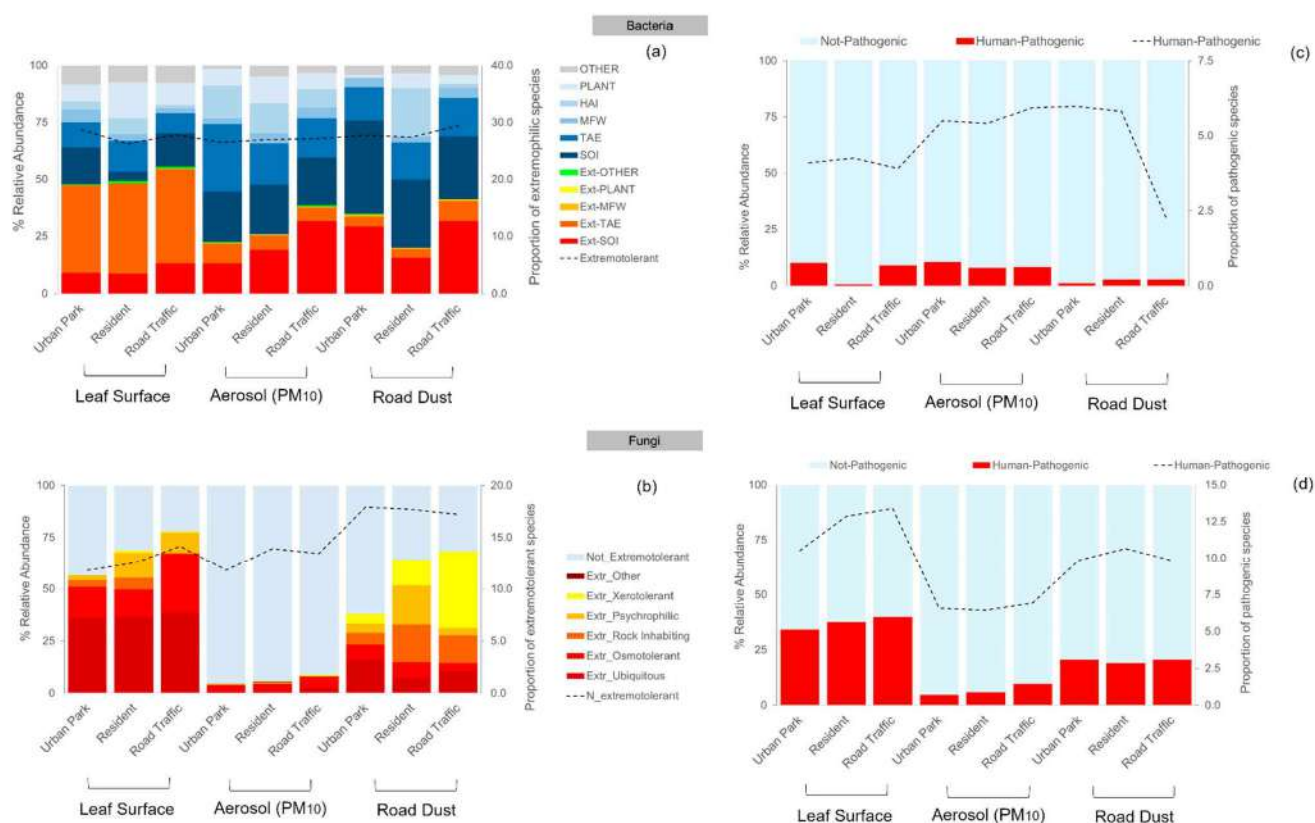 Bacteria
(a)
% Relative Abundance
100
75
50
25
0
40.0
30.0
20.0
10.0
0.0
Proportion of extremophilic species
OTHER
PLANT
HAI
MFW
TAE
SOI
Ext-OTHER
Ext-PLANT
Ext-MFW
Ext-TAE
Ext-SOI
Extremotolerant
Urban Park
Resident
Road Traffic
Urban Park
Resident
Road Traffic
Urban Park
Resident
Road Traffic
Leaf Surface
Aerosol (PM10)
Road Dust
Not-Pathogenic
Human-Pathogenic
Human-Pathogenic
(c)
% Relative Abundance
100
75
50
25
0
7.5
5.0
2.5
0.0
Proportion of pathogenic species
Urban Park
Resident
Road Traffic
Urban Park
Resident
Road Traffic
Urban Park
Resident
Road Traffic
Leaf Surface
Aerosol (PM10)
Road Dust
Fungi
(b)
% Relative Abundance
100
75
50
25
0
20.0
15.0
10.0
5.0
0.0
Proportion of extremotolerant species
Not_Extremotolerant
Extr_Other
Extr_Xerotolerant
Extr_Psychrophilic
Extr_Rock Inhabiting
Extr_Osmotolerant
Extr_Ubiquitous
N_extremotolerant
Urban Park
Resident
Road Traffic
Urban Park
Resident
Road Traffic
Urban Park
Resident
Road Traffic
Leaf Surface
Aerosol (PM10)
Road Dust
Not-Pathogenic
Human-Pathogenic
Human-Pathogenic
(d)
% Relative Abundance
100
75
50
25
0
15.0
12.5
10.0
7.5
5.0
2.5
0.0
Proportion of pathogenic species
Urban Park
Resident
Road Traffic
Urban Park
Resident
Road Traffic
Urban Park
Resident
Road Traffic
Leaf Surface
Aerosol (PM10)
Road Dust